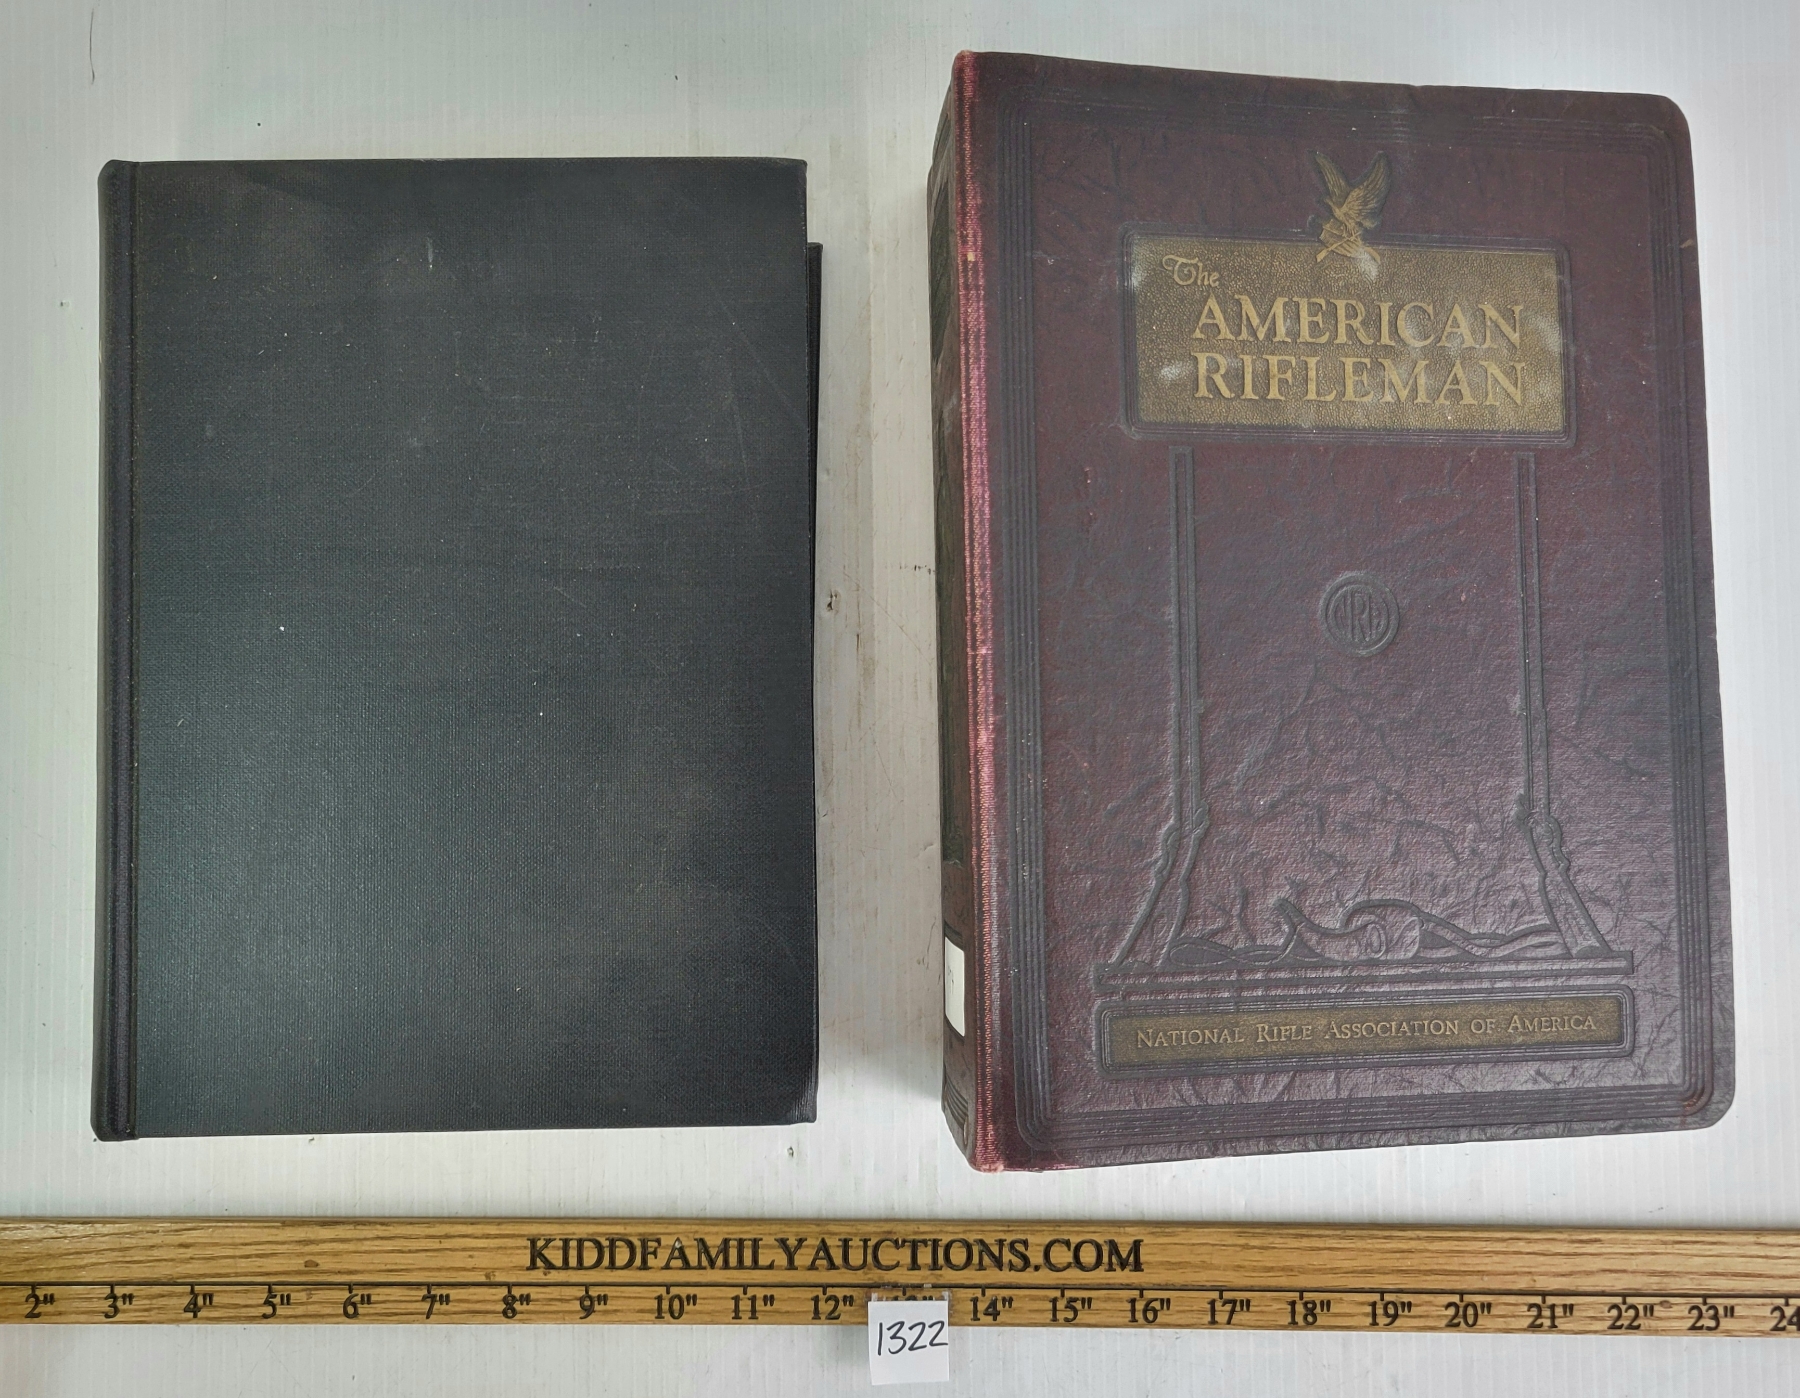 The
AMERICAN
RIFLEMAN
NRA
NATIONAL RIFLE ASSOCIATION OF AMERICA
KIDDFAMILYAUCTIONS.COM
2" 3" 4" 5" 6" 7" 8" 9" 10" 11" 12" 14" 15" 16" 17" 18" 19" 20" 21" 22" 23" 24
1322